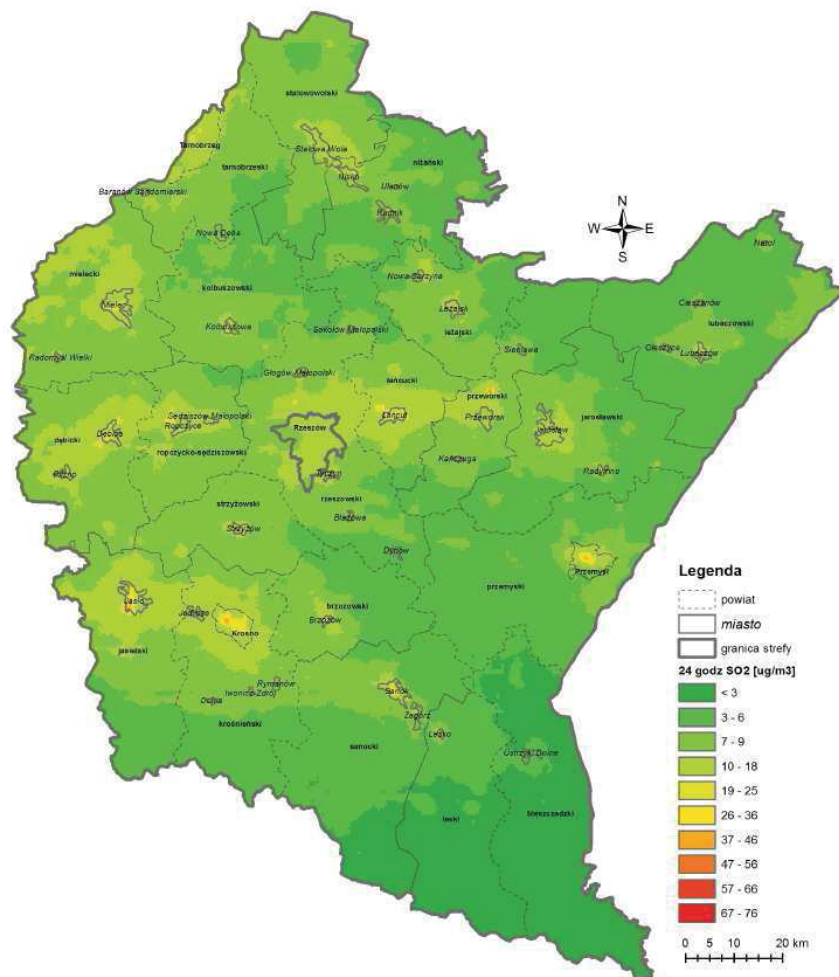 stalowowolski
Tarnobrzeg
Stalowa Wola
niżański
tarnobrzeski
Nisko
Ulanów
Baranów Sandomierski
Rudnik
N
W E
S
Nowa Dęba
Narol
mielecki
Nowa Sarzyna
kolbuszowski
Cieszanów
Mielec
Leżajsk
lubaczowski
Kolbuszowa
Sokołów Małopolski
leżajski
Oleszyce
Lubaczów
Radomyśl Wielki
Sieniawa
Głogów Małopolski
łańcucki
przeworski
jarosławski
Sędziszów Małopolski
Ropczyce
Rzeszów
Łańcut
Przeworsk
Dębica
Jarosław
dębicki
ropczycko-sędziszowski
Kańczuga
Pilzno
Tyczyn
Radymno
rzeszowski
strzyżowski
Błażowa
Strzyżów
Dynów
Przemyśl
przemyski
Legenda
powiat
miasto
granica strefy
24 godz SO2 [ug/m3]
< 3
3 - 6
7 - 9
10 - 18
19 - 25
26 - 36
37 - 46
47 - 56
57 - 66
67 - 76
0 5 10 20 km
Jasło
Jedlicze
brzozowski
Brzozów
Krosno
jasielski
Rymanów
Iwonicz-Zdrój
Dukla
Sanok
Zagórz
krośnieński
Lesko
sanocki
Ustrzyki Dolne
leski
bieszczadzki